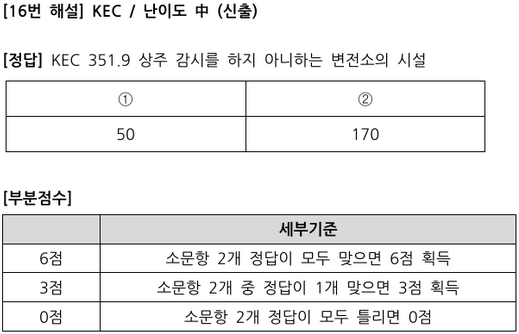 [16번 해설] KEC / 난이도 中 (신출)
[정답] KEC 351.9 상주 감시를 하지 아니하는 변전소의 시설
① ②
50 170
[부분점수]
세부기준
6점 소문항 2개 정답이 모두 맞으면 6점 획득
3점 소문항 2개 중 정답이 1개 맞으면 3점 획득
0점 소문항 2개 정답이 모두 틀리면 0점